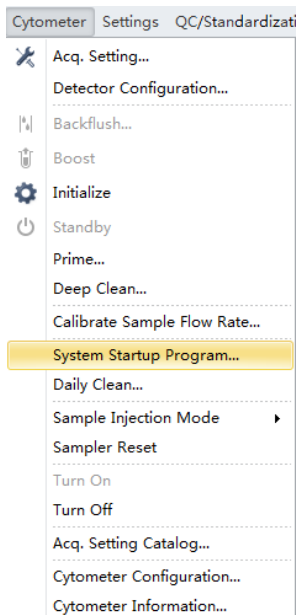 Cytometer Settings QC/Standardizati
Acq. Setting...
Detector Configuration...
Backflush...
Boost
Initialize
Standby
Prime...
Deep Clean...
Calibrate Sample Flow Rate...
System Startup Program...
Daily Clean...
Sample Injection Mode
Sampler Reset
Turn On
Turn Off
Acq. Setting Catalog...
Cytometer Configuration...
Cytometer Information...